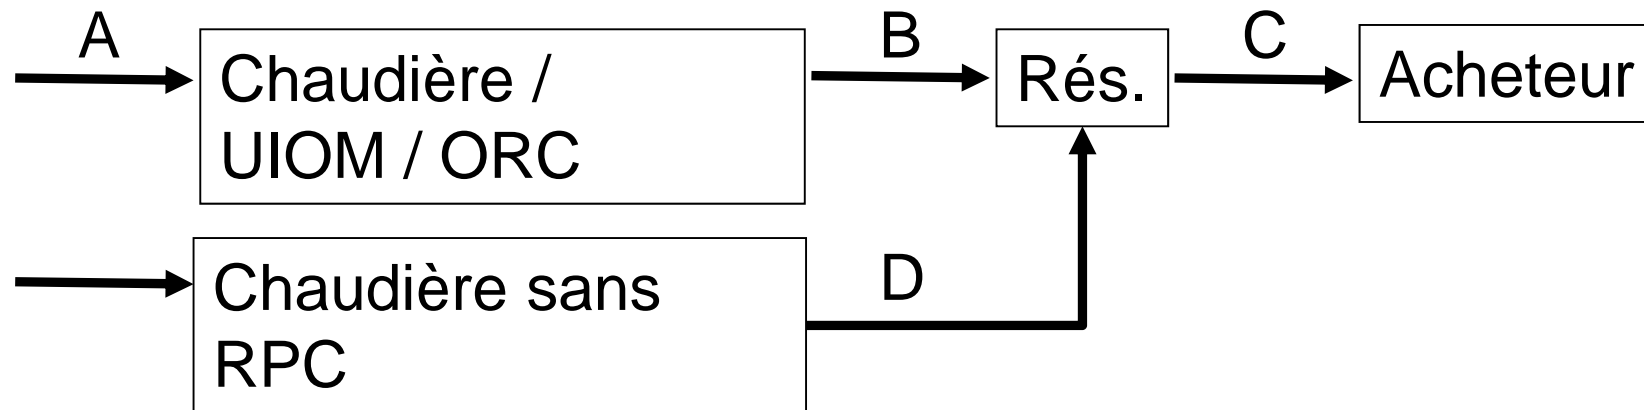 A
B
C
Chaudière /
UIOM / ORC
Rés.
Acheteur
D
Chaudière sans
RPC